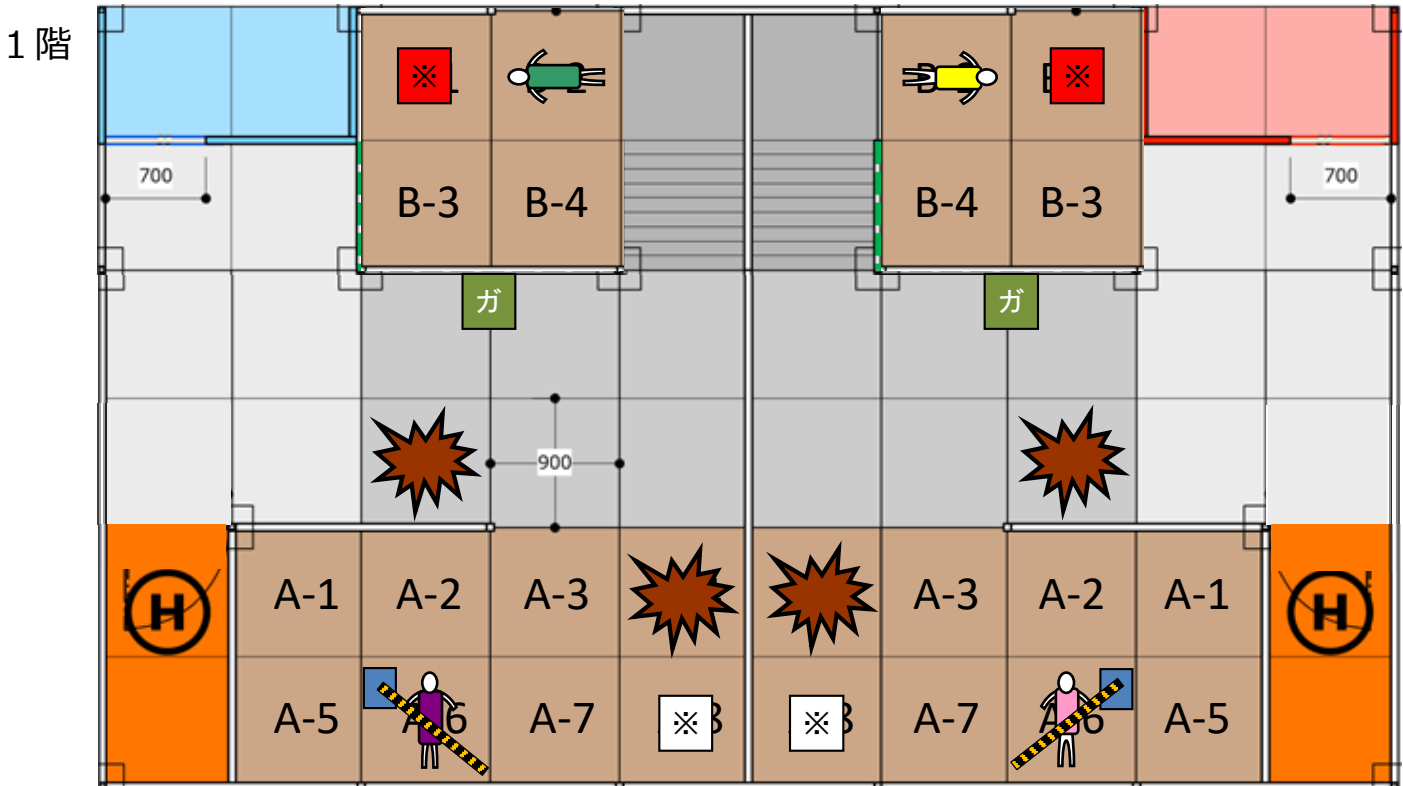 1階
※
※
700
700
B-3 B-4
B-4 B-3
ガ
ガ
900
H
A-1 A-2 A-3
A-3 A-2 A-1
H
A-5
A-7
※
※
A-7
A-5